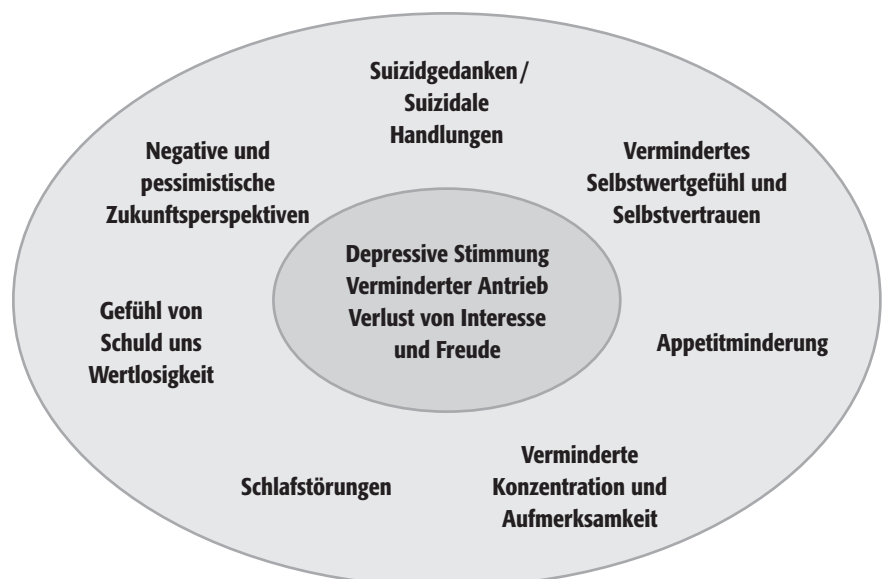 Suizidgedanken/
Suizidale
Handlungen
Negative und
pessimistische
Zukunftsperspektiven
Vermindertes
Selbstwertgefühl und
Selbstvertrauen
Depressive Stimmung
Verminderter Antrieb
Verlust von Interesse
und Freude
Gefühl von
Schuld uns
Wertlosigkeit
Appetitminderung
Schlafstörungen
Verminderte
Konzentration und
Aufmerksamkeit